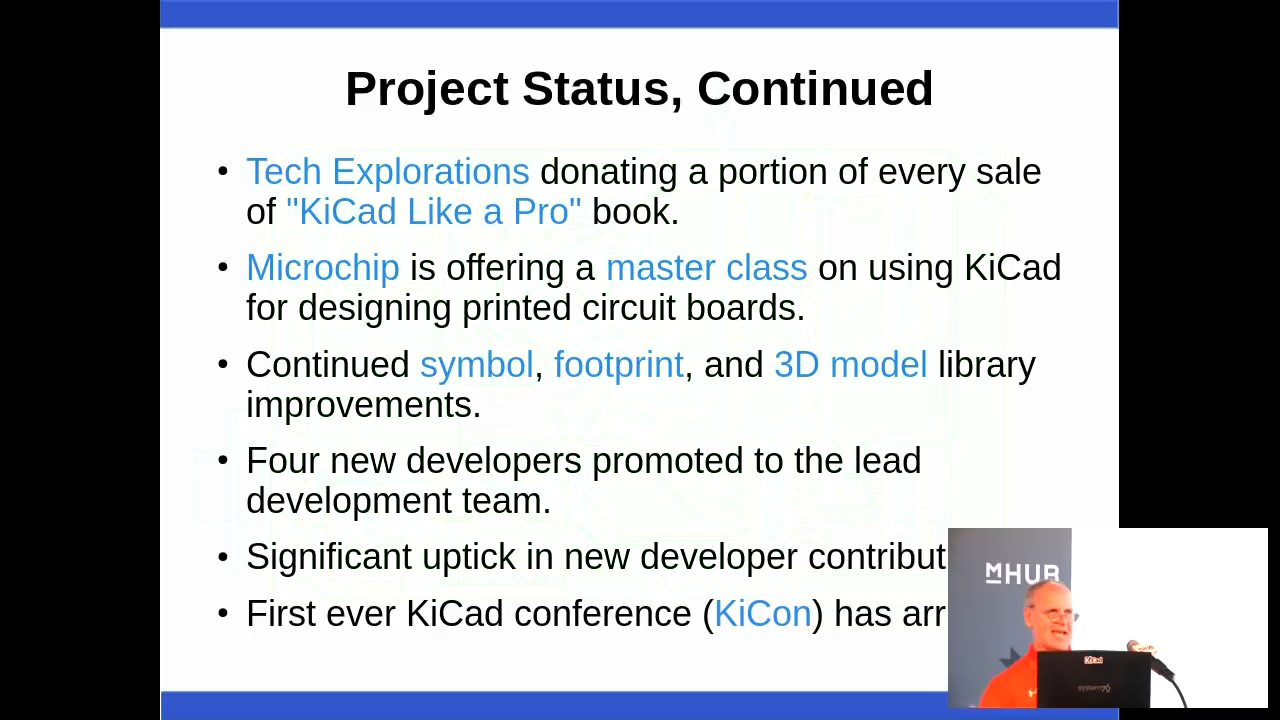 Project Status, Continued
• Tech Explorations donating a portion of every sale
of "KiCad Like a Pro" book.
• Microchip is offering a master class on using KiCad
for designing printed circuit boards.
• Continued symbol, footprint, and 3D model library
improvements.
• Four new developers promoted to the lead
development team.
• Significant uptick in new developer contribut
• First ever KiCad conference (KiCon) has arr
MHUB
KiCad
system76